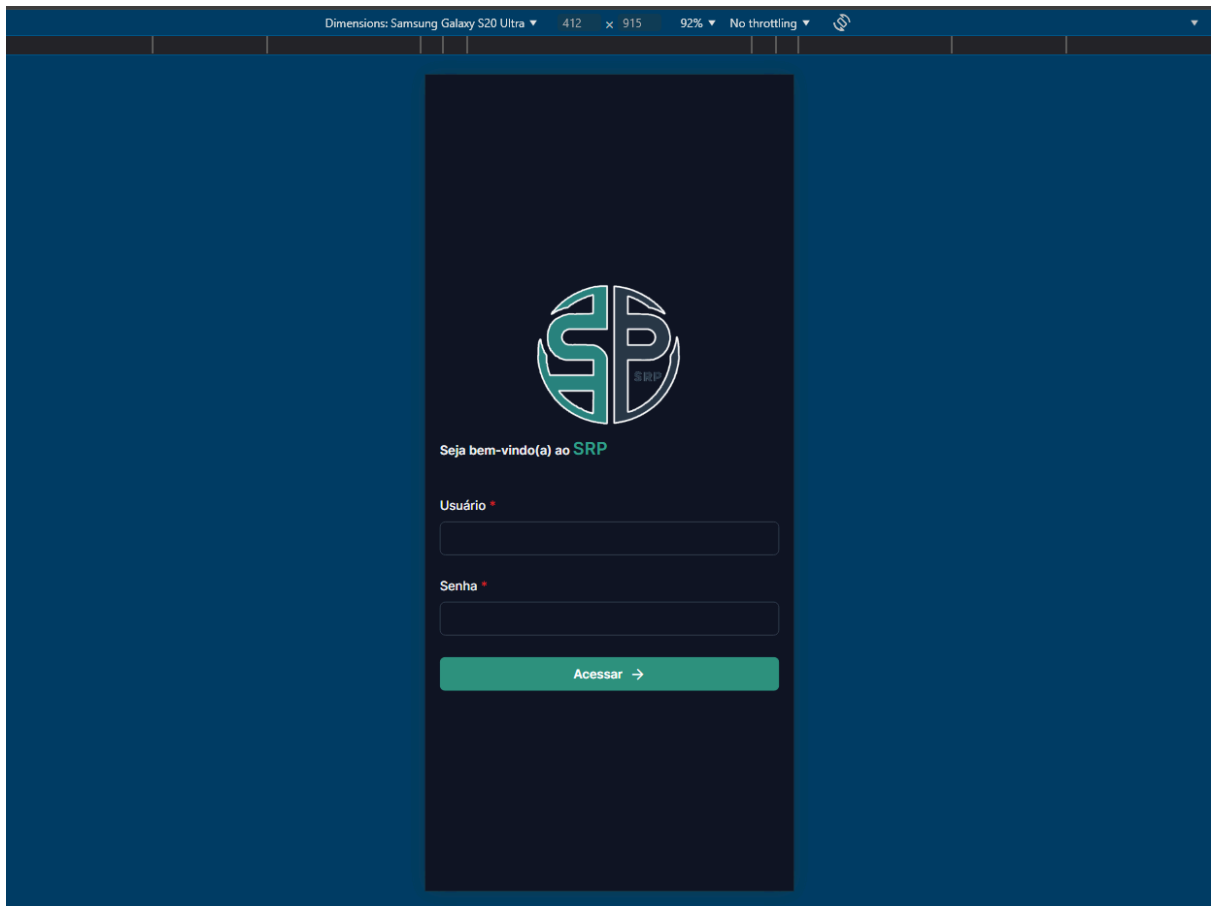 Dimensions: Samsung Galaxy S20 Ultra ▼ 412 × 915 92% ▼ No throttling ▼
SP
SRP
Seja bem-vindo(a) ao SRP
Usuário *
Senha *
Acessar →